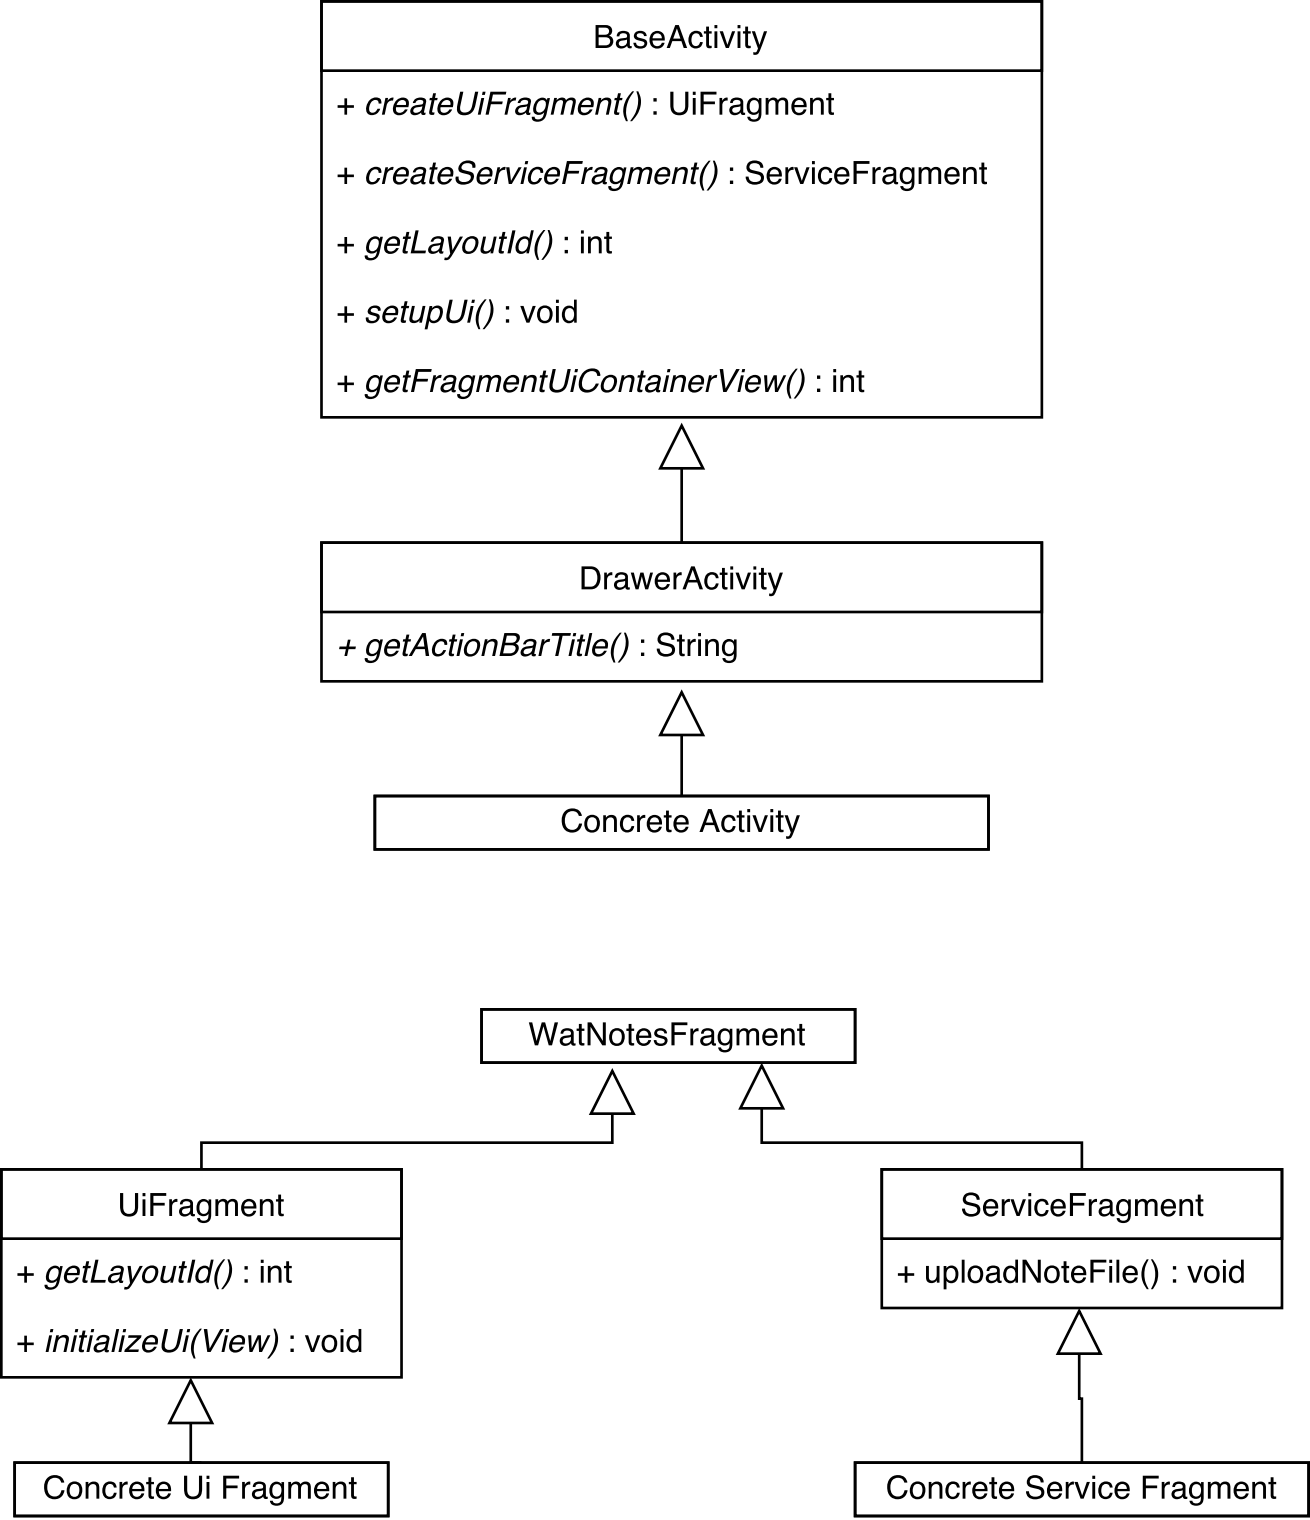 BaseActivity
+ createUiFragment() : UiFragment
+ createServiceFragment() : ServiceFragment
+ getLayoutId() : int
+ setupUi() : void
+ getFragmentUiContainerView() : int
DrawerActivity
+ getActionBarTitle() : String
Concrete Activity
WatNotesFragment
UiFragment
+ getLayoutId() : int
+ initializeUi(View) : void
Concrete Ui Fragment
ServiceFragment
+ uploadNoteFile() : void
Concrete Service Fragment